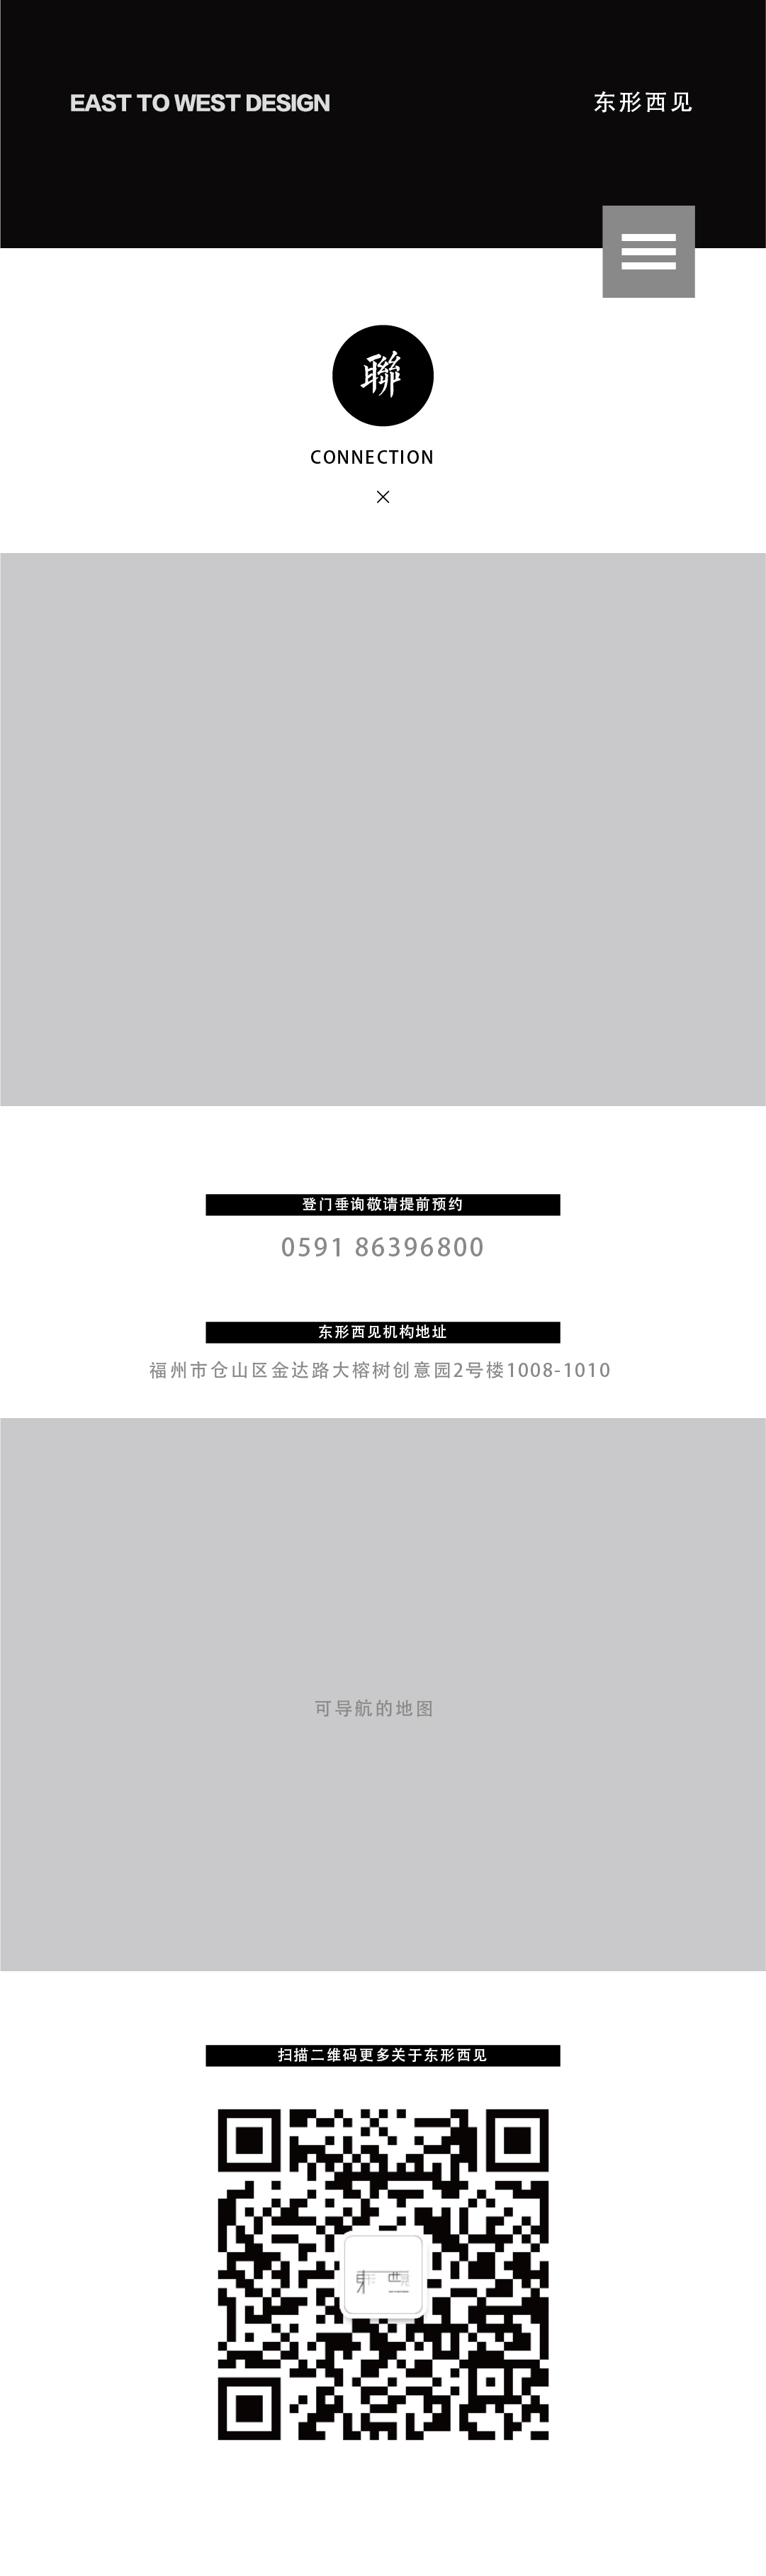 EAST TO WEST DESIGN 东形西见
聯
CONNECTION
×
登门垂询敬请提前预约
0591 86396800
东形西见机构地址
福州市仓山区金达路大榕树创意园2号楼1008-1010
可导航的地图
扫描二维码更多关于东形西见